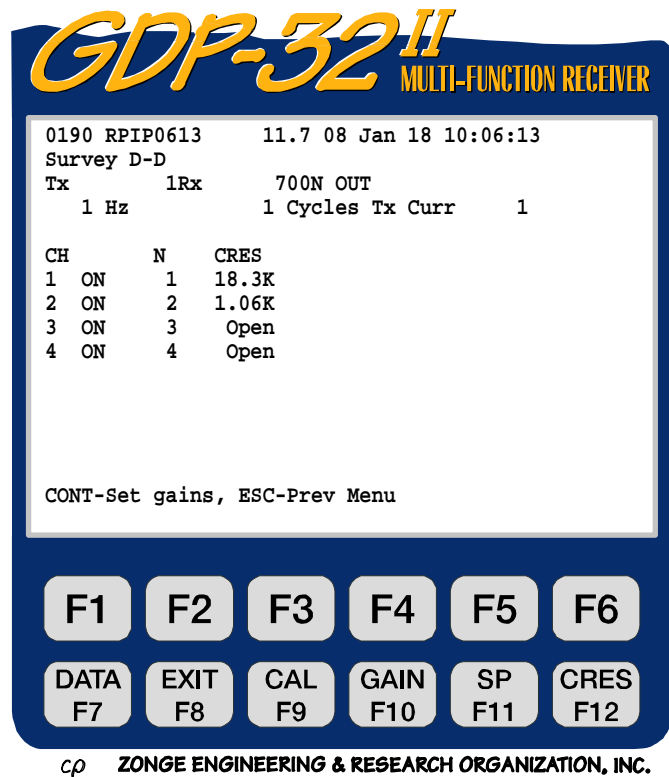 GDP-32 II
MULTI-FUNCTION RECEIVER
0190 RPIP0613 11.7 08 Jan 18 10:06:13
Survey D-D
Tx 1Rx 700N OUT
1 Hz 1 Cycles Tx Curr 1
CH N CRES
1 ON 1 18.3K
2 ON 2 1.06K
3 ON 3 Open
4 ON 4 Open
CONT-Set gains, ESC-Prev Menu
F1 F2 F3 F4 F5 F6
DATA EXIT CAL GAIN SP CRES
F7 F8 F9 F10 F11 F12
cp ZONGE ENGINEERING & RESEARCH ORGANIZATION, INC.